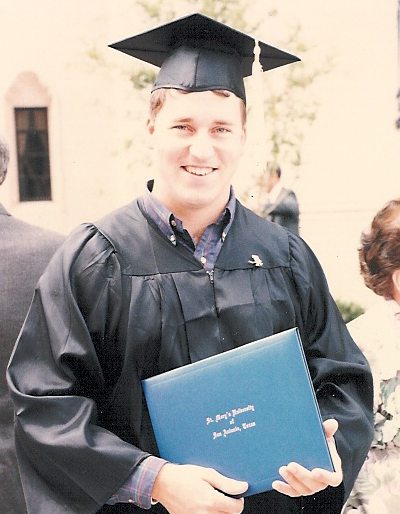 St. Mary's University
of
San Antonio, Texas